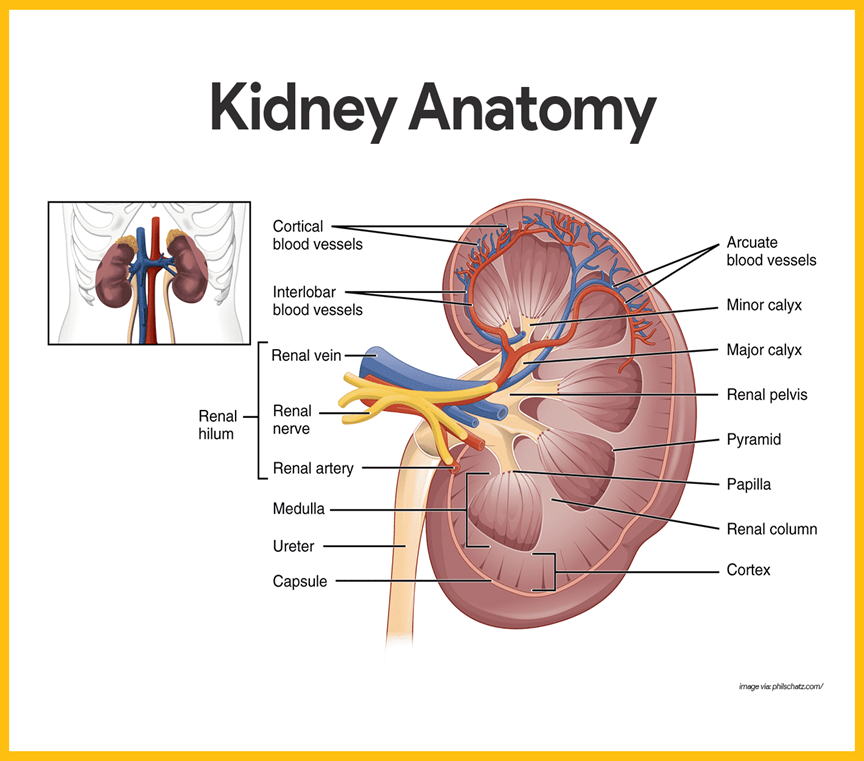 Kidney Anatomy
Cortical
blood vessels
Interlobar
blood vessels
Renal vein
Renal
hilum
Renal
nerve
Renal artery
Medulla
Ureter
Capsule
Arcuate
blood vessels
Minor calyx
Major calyx
Renal pelvis
Pyramid
Papilla
Renal column
Cortex
image via: philschatz.com/